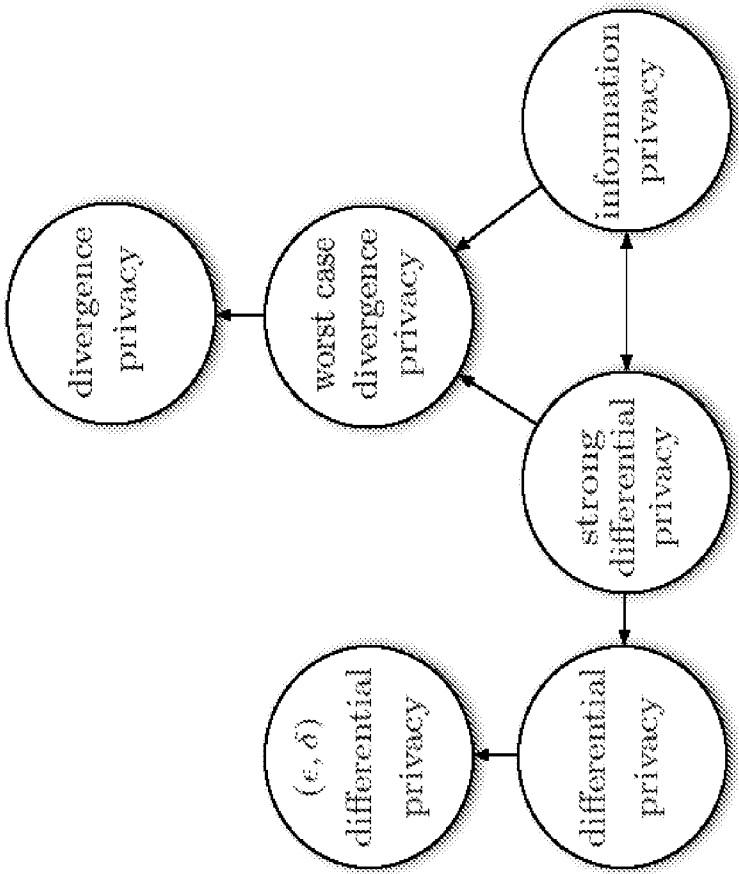 divergence
privacy
worst case
divergence
privacy
information
privacy
strong
differential
privacy
(ϵ, δ)
differential
privacy
differential
privacy